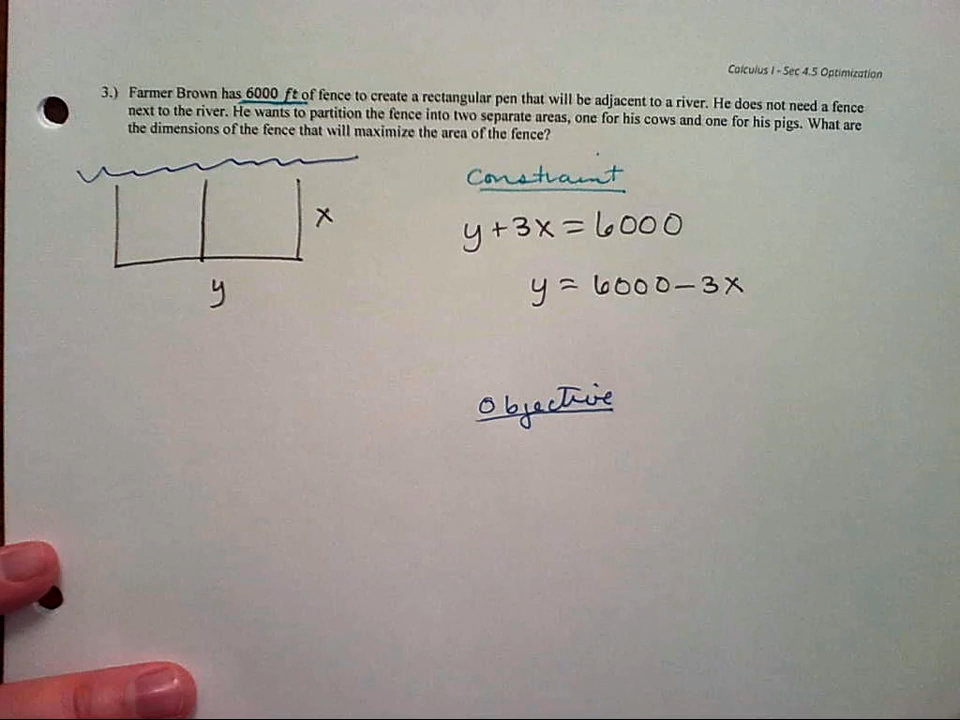 Calculus I - Sec 4.5 Optimization
3.) Farmer Brown has 6000 ft of fence to create a rectangular pen that will be adjacent to a river. He does not need a fence
next to the river. He wants to partition the fence into two separate areas, one for his cows and one for his pigs. What are
the dimensions of the fence that will maximize the area of the fence?
Constraint
x
y + 3x = 6000
y
y = 6000 - 3x
Objective